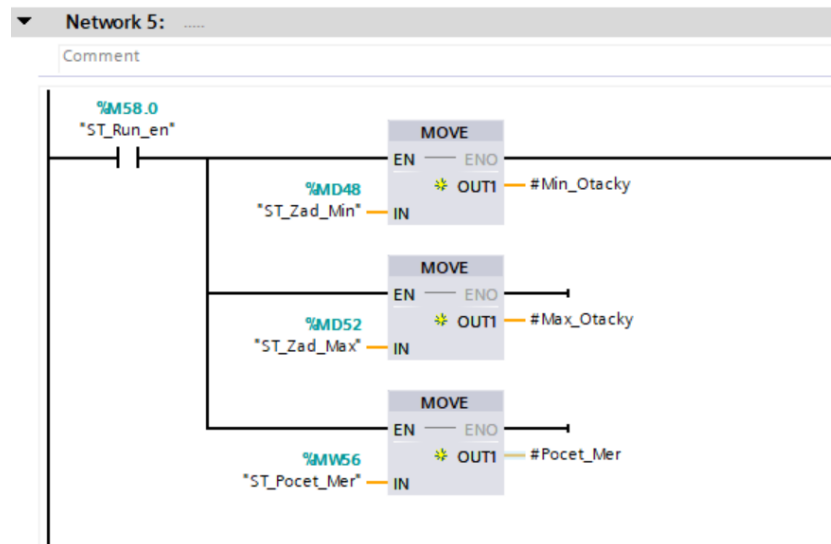 Network 5: .....
Comment
%M58.0
"ST_Run_en"
MOVE
EN ENO
%MD48
OUT1 #Min_Otacky
"ST_Zad_Min" IN
MOVE
EN ENO
%MD52
OUT1 #Max_Otacky
"ST_Zad_Max" IN
MOVE
EN ENO
%MW56
OUT1 #Pocet_Mer
"ST_Pocet_Mer" IN